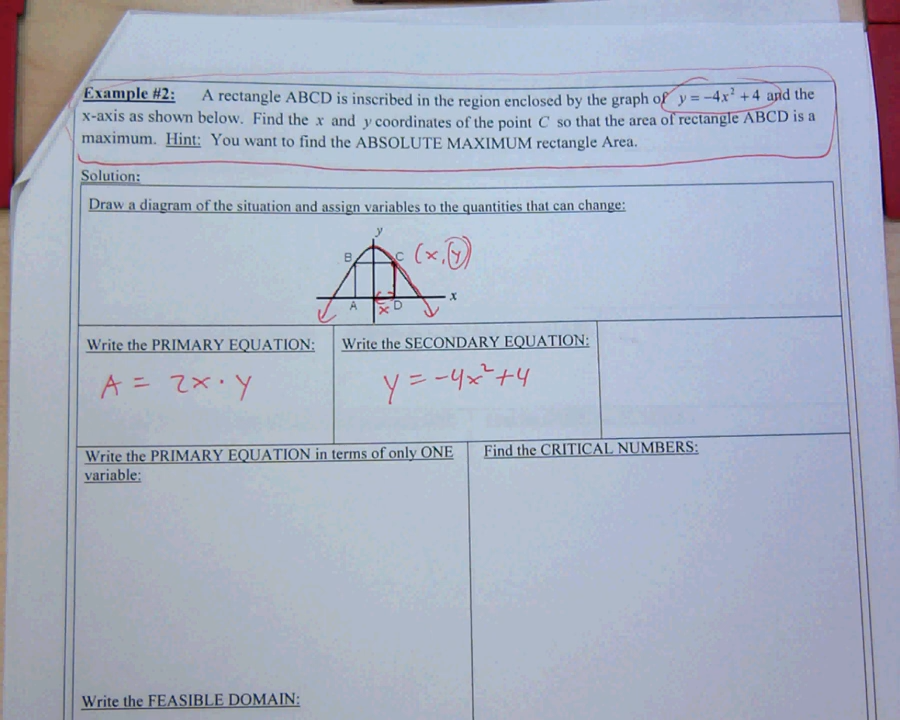 Example #2: A rectangle ABCD is inscribed in the region enclosed by the graph of y = -4x² + 4 and the
x-axis as shown below. Find the x and y coordinates of the point C so that the area of rectangle ABCD is a
maximum. Hint: You want to find the ABSOLUTE MAXIMUM rectangle Area.
Solution:
Draw a diagram of the situation and assign variables to the quantities that can change:
y
B C (x, y)
A x D x
Write the PRIMARY EQUATION: Write the SECONDARY EQUATION:
A = 2x · y y = -4x² + 4
Write the PRIMARY EQUATION in terms of only ONE Find the CRITICAL NUMBERS:
variable:
Write the FEASIBLE DOMAIN: